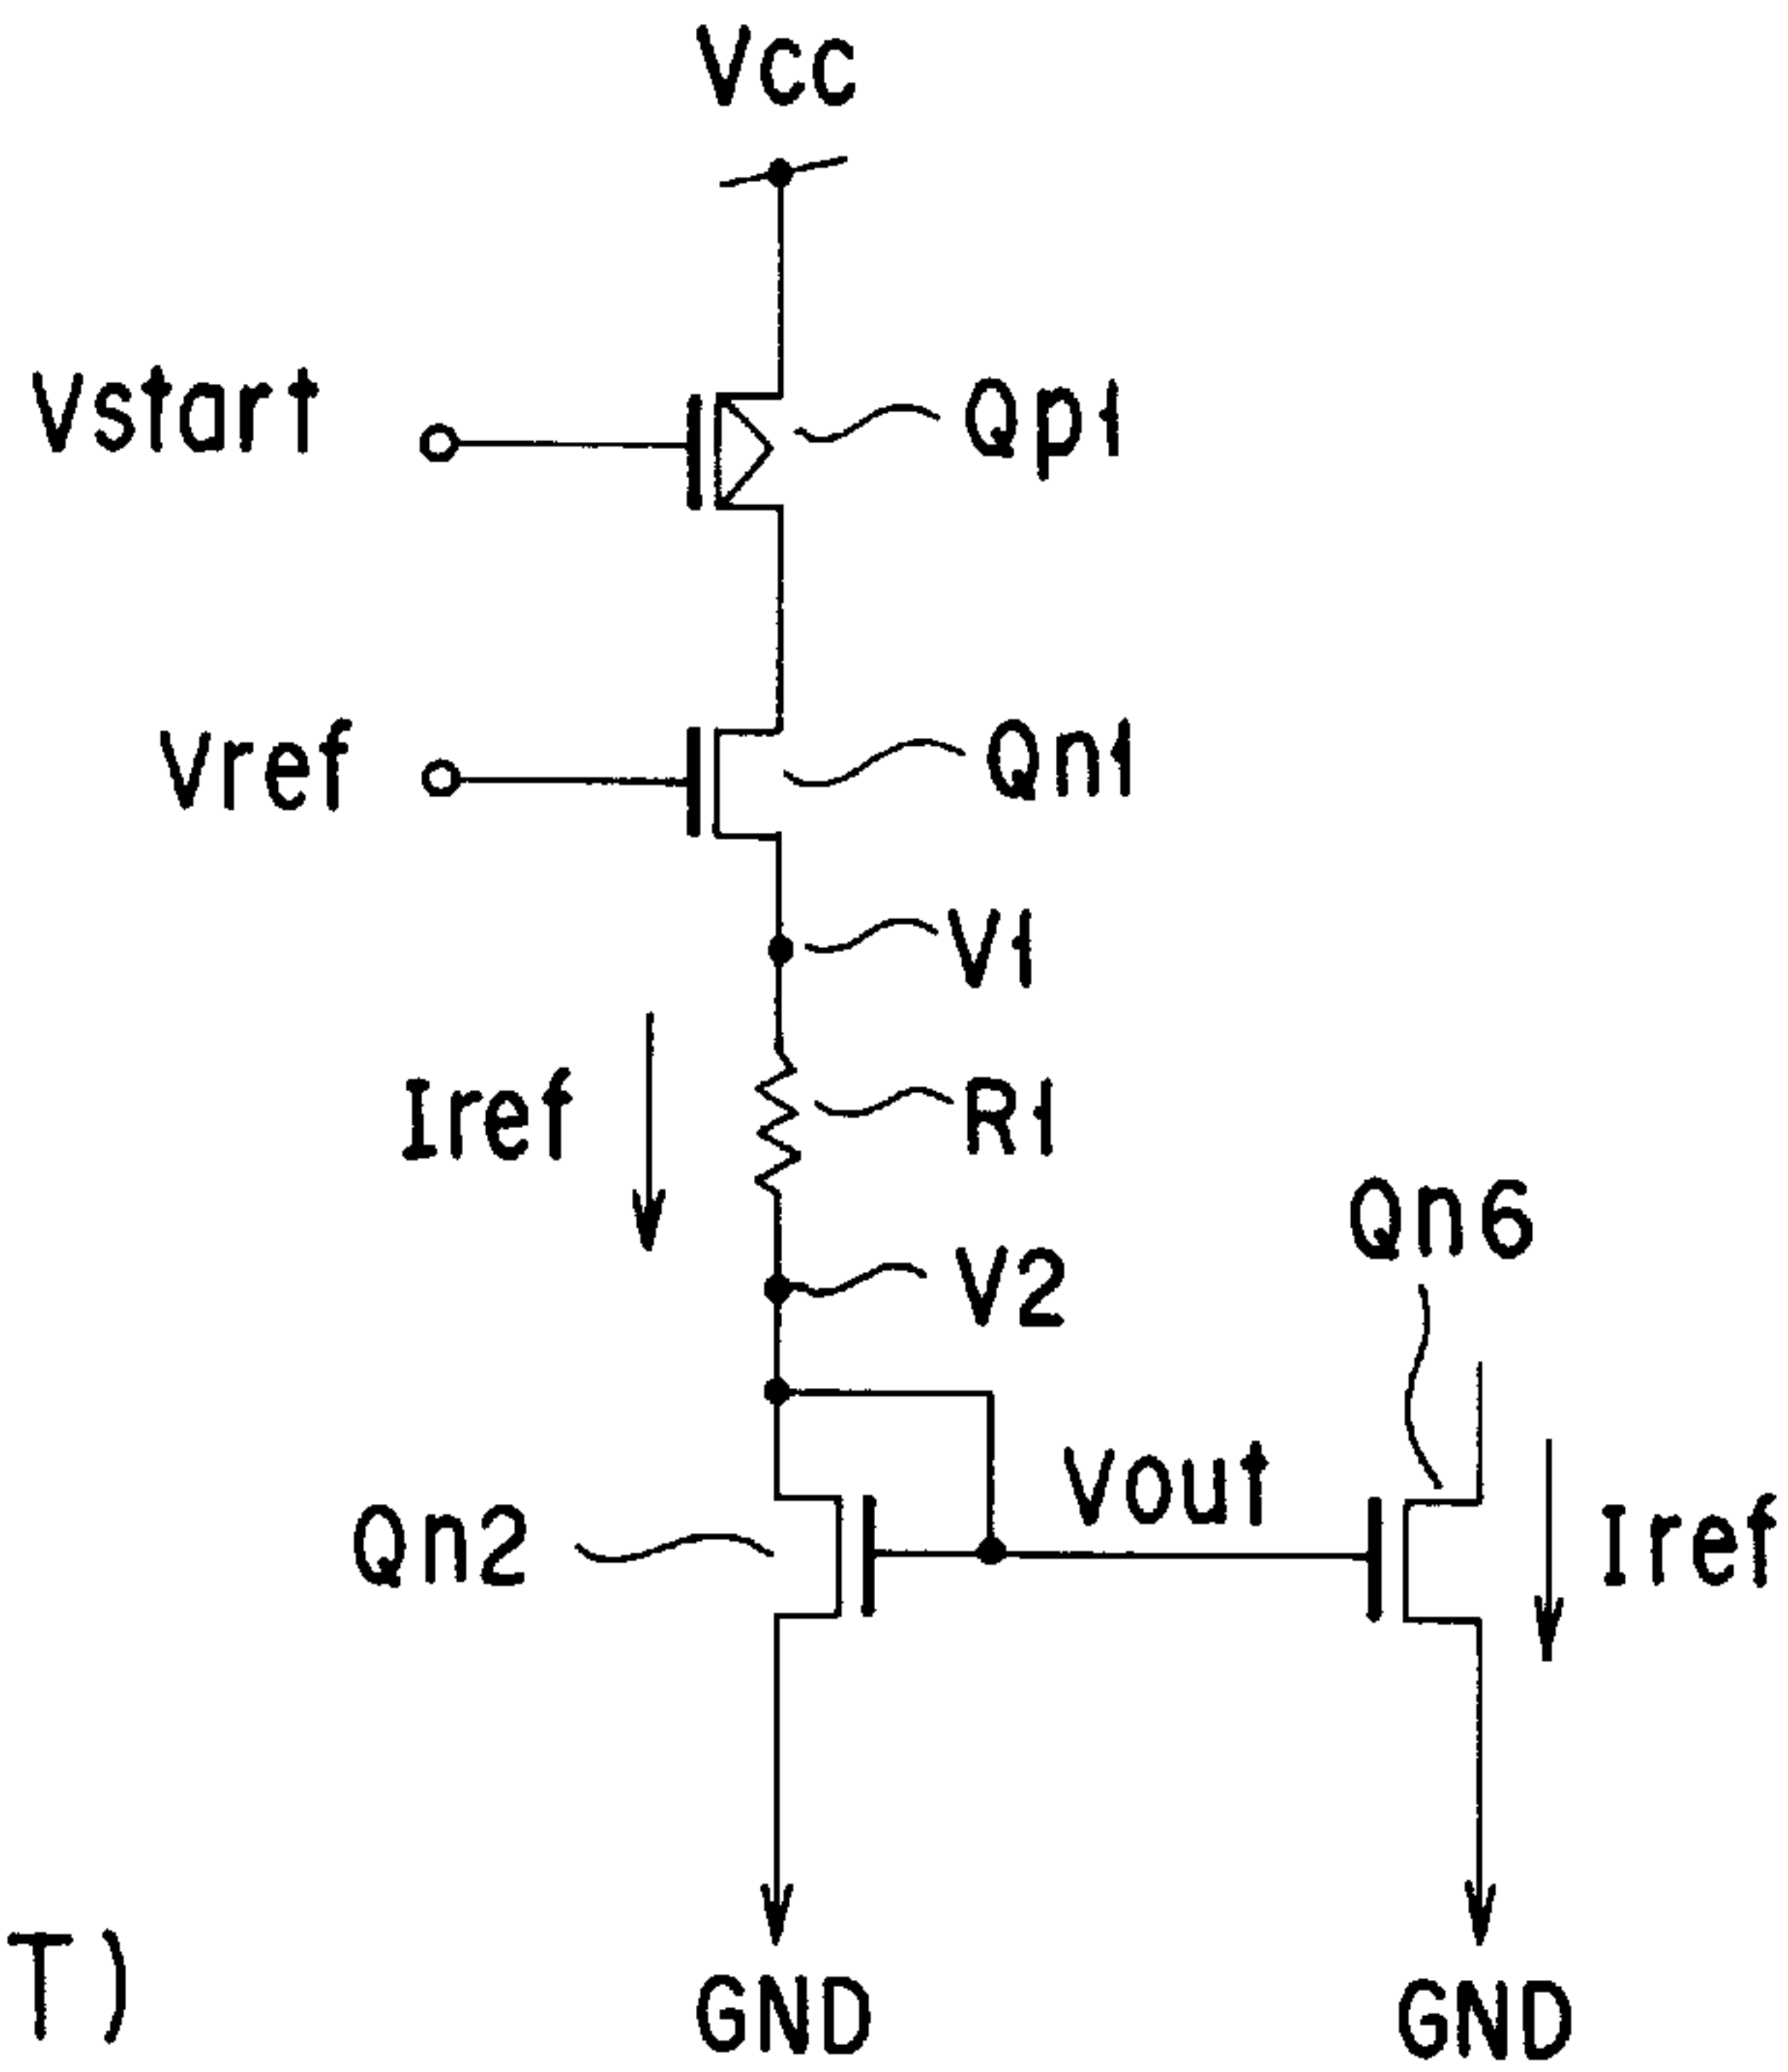 Vcc
Vstart
Qp1
Vref
Qn1
V1
Iref
R1
Qn6
V2
Vout
Qn2
Iref
T)
GND
GND